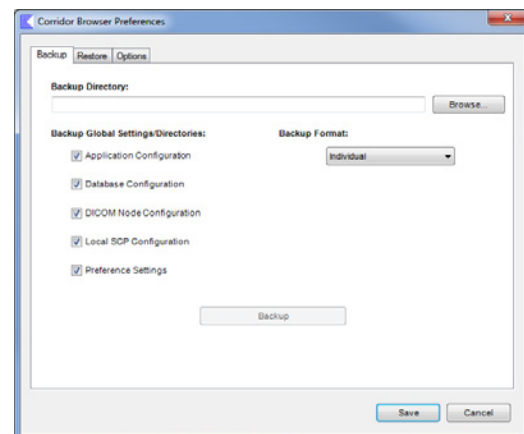 Corridor Browser Preferences
Backup Restore Options
Backup Directory:
Browse...
Backup Global Settings/Directories:
Backup Format:
Application Configuraton
Individual
Database Configuration
DICOM Node Configuration
Local SCP Configuration
Preference Settings
Backup
Save Cancel